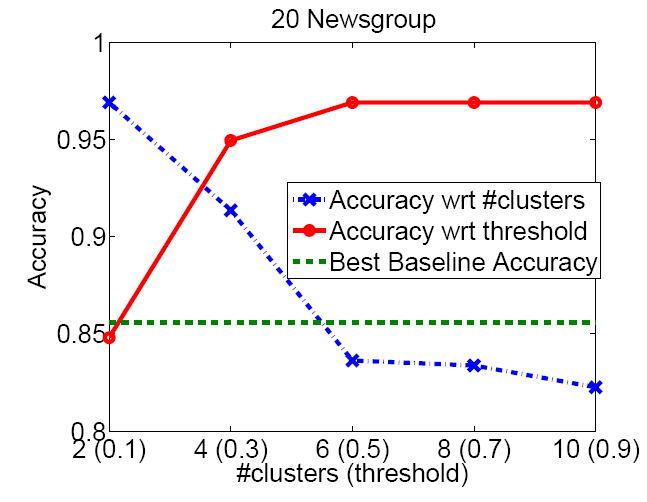 20 Newsgroup
1
0.95
0.9
0.85
0.8
Accuracy
Accuracy wrt #clusters
Accuracy wrt threshold
Best Baseline Accuracy
2 (0.1) 4 (0.3) 6 (0.5) 8 (0.7) 10 (0.9)
#clusters (threshold)